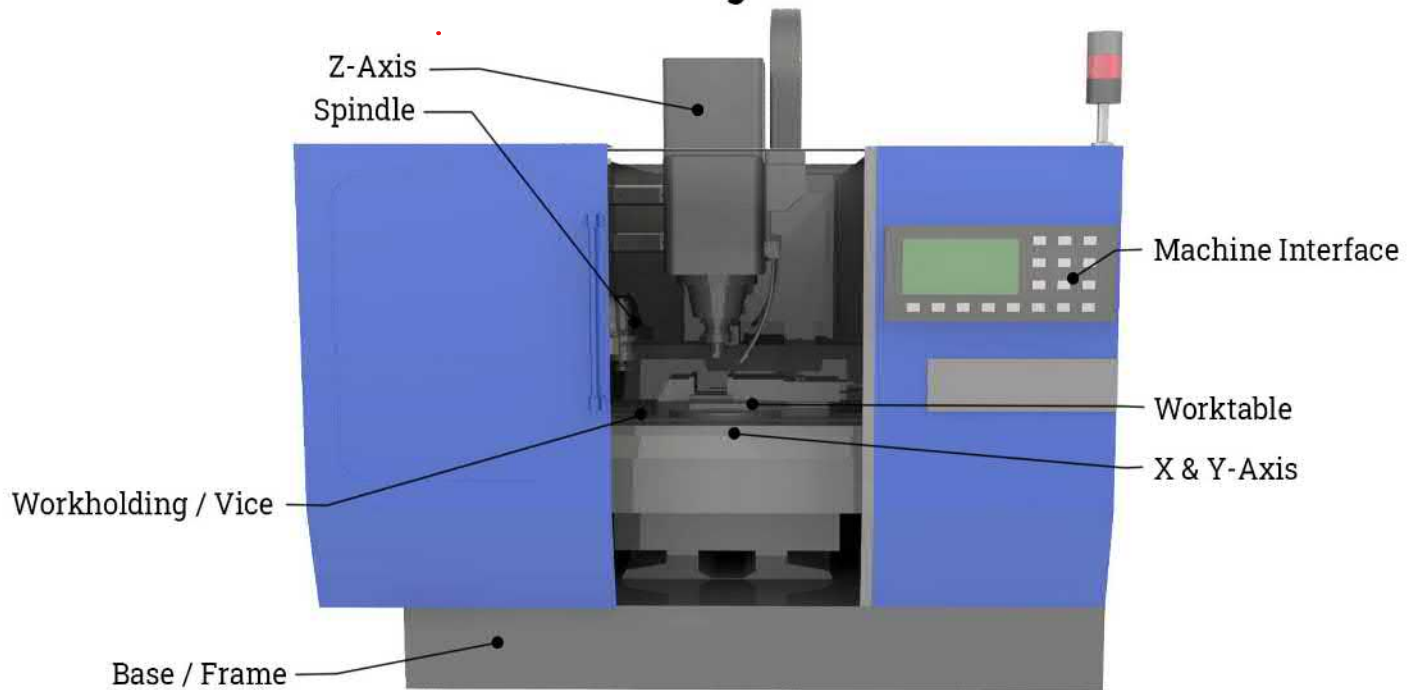 Z-Axis
Spindle
Machine Interface
Worktable
X & Y-Axis
Workholding / Vice
Base / Frame